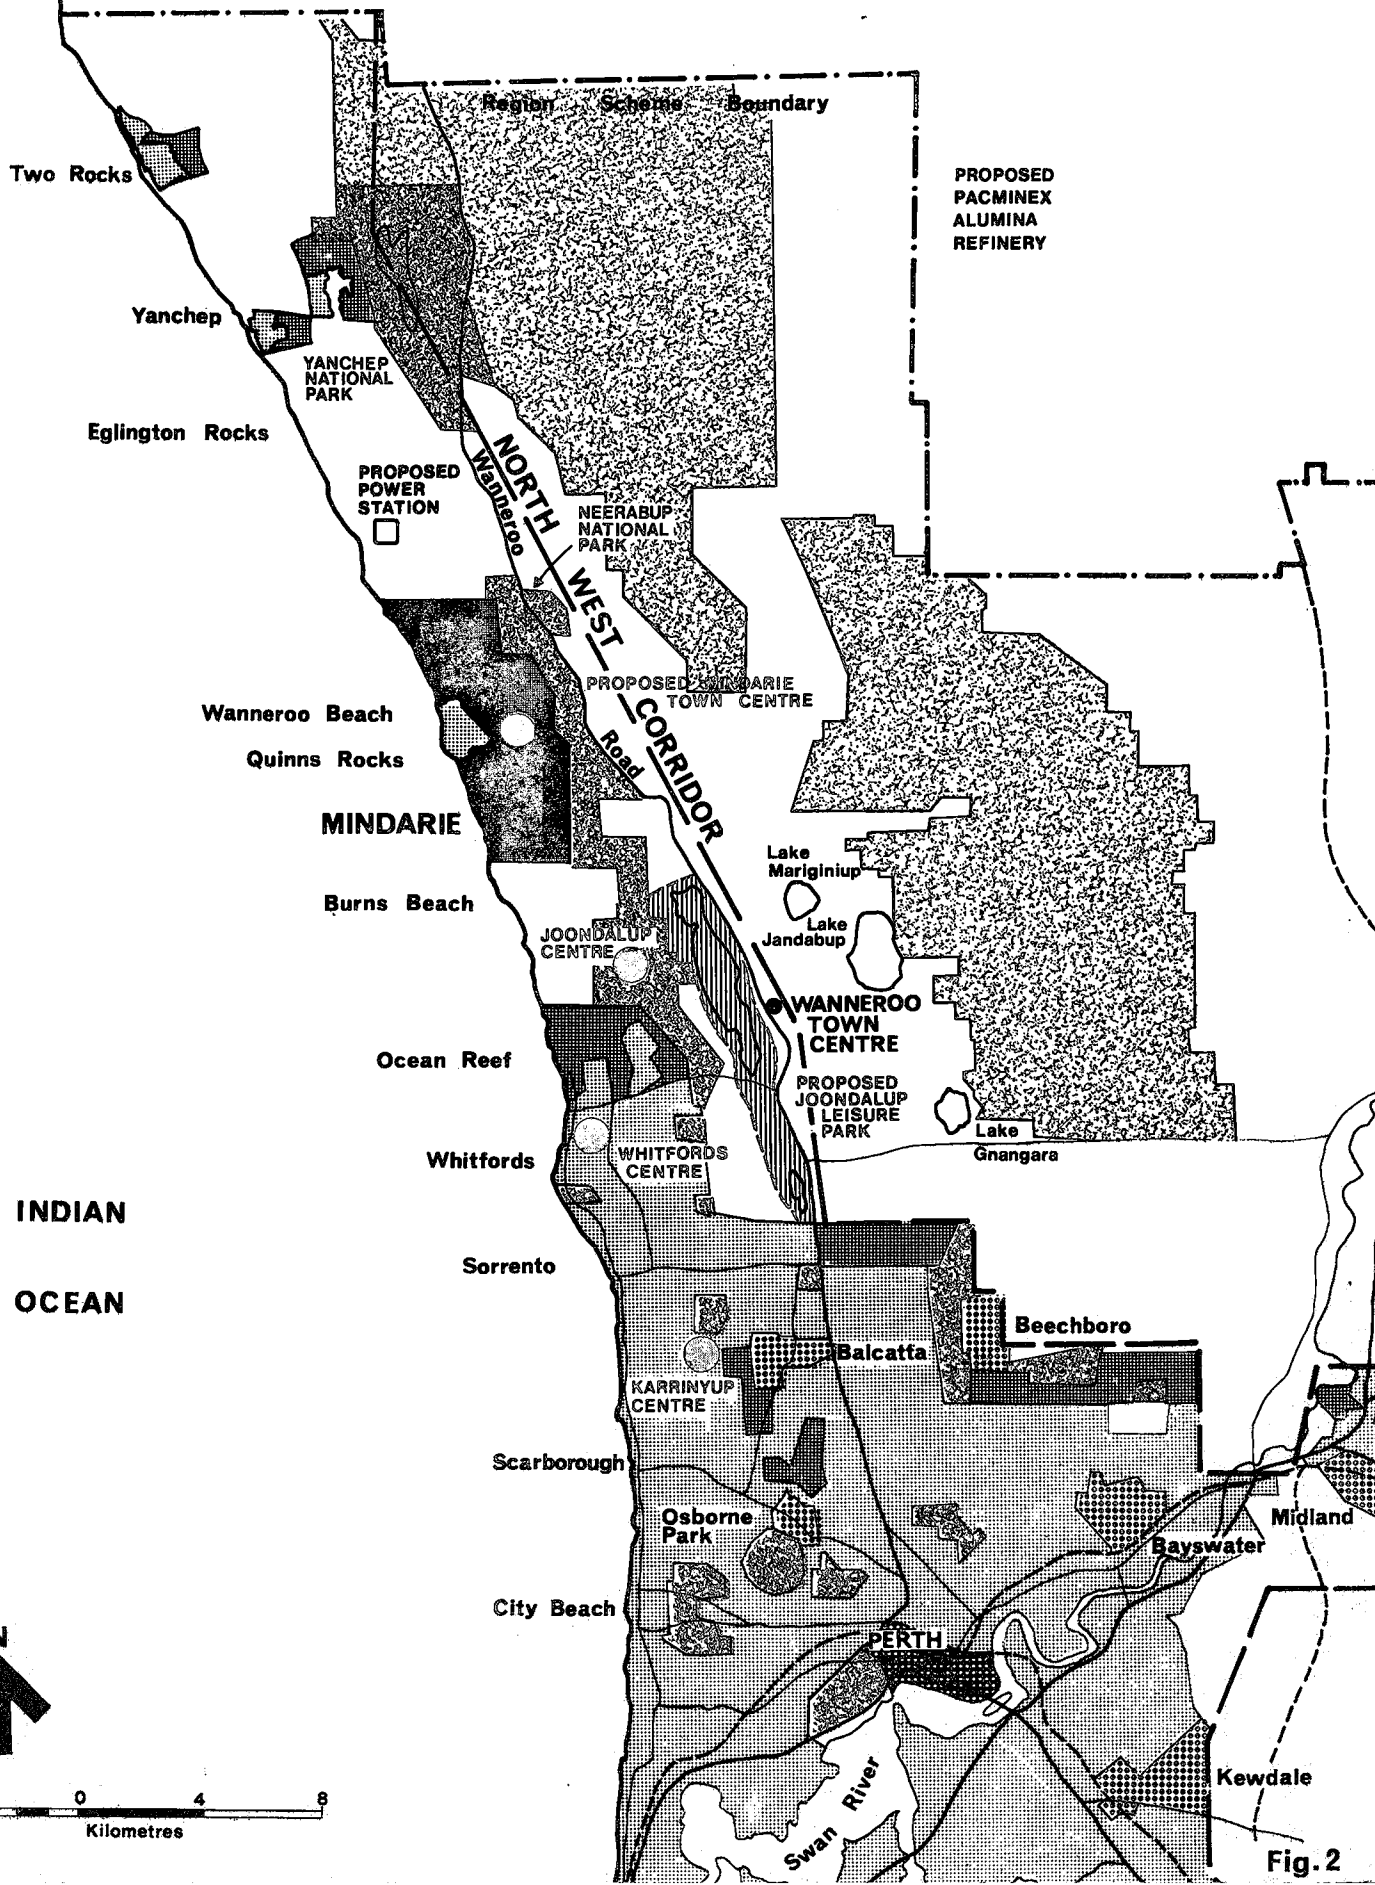 Region Scheme Boundary
Two Rocks
PROPOSED
PACMINEX
ALUMINA
REFINERY
Yanchep
YANCHEP
NATIONAL
PARK
Eglington Rocks
PROPOSED
POWER
STATION
NORTH WEST CORRIDOR
Wanneroo Road
NEERABUP
NATIONAL
PARK
PROPOSED MINDARIE
TOWN CENTRE
Wanneroo Beach
Quinns Rocks
MINDARIE
Lake
Mariginiup
Burns Beach
Lake
Jandabup
JOONDALUP
CENTRE
WANNEROO
TOWN
CENTRE
Ocean Reef
PROPOSED
JOONDALUP
LEISURE
PARK
Lake
Gnangara
Whitfords
WHITFORDS
CENTRE
INDIAN
OCEAN
Sorrento
Beechboro
Balcatta
KARRINYUP
CENTRE
Scarborough
Osborne
Park
Midland
Bayswater
City Beach
N
PERTH
Kewdale
Swan River
0 4 8
Kilometres
Fig.2